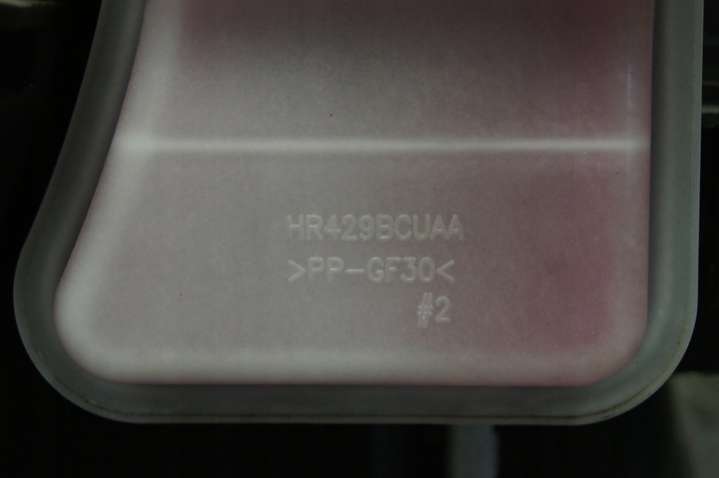 HR429BCUAA
>PP-GF30<
#2